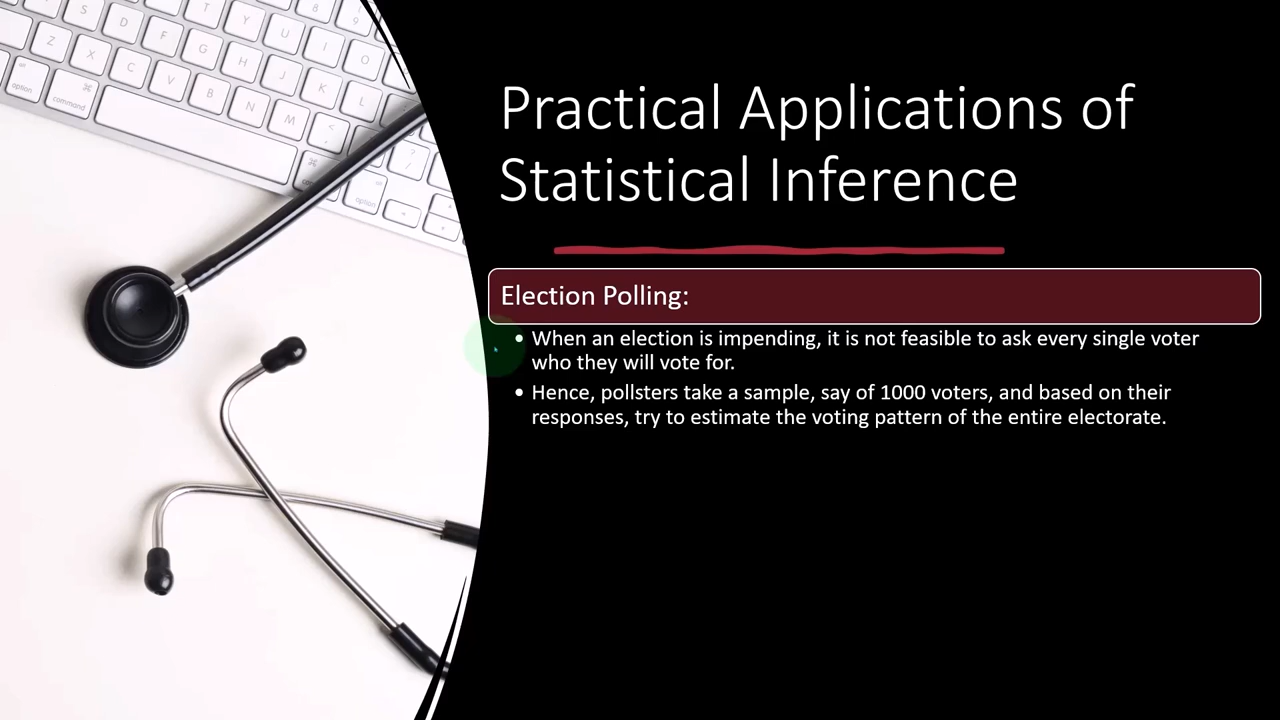 Practical Applications of
Statistical Inference
Election Polling:
• When an election is impending, it is not feasible to ask every single voter
who they will vote for.
• Hence, pollsters take a sample, say of 1000 voters, and based on their
responses, try to estimate the voting pattern of the entire electorate.